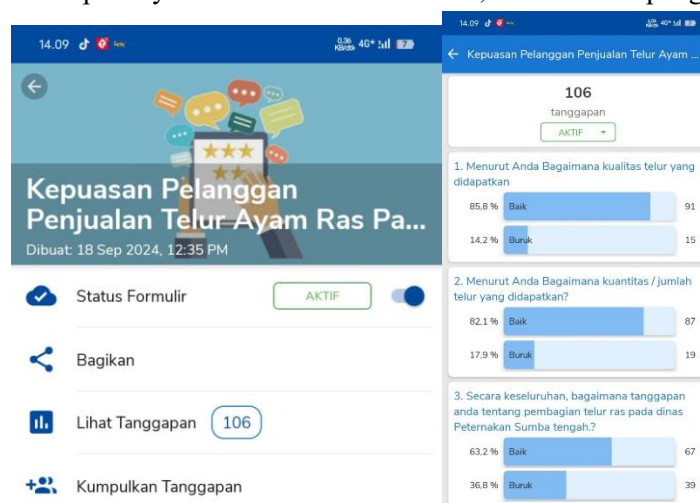 14.09
0,36 KB/dtk 4G+
Kepuasan Pelanggan
Penjualan Telur Ayam Ras Pa...
Dibuat: 18 Sep 2024, 12:35 PM
Status Formulir AKTIF
Bagikan
Lihat Tanggapan 106
Kumpulkan Tanggapan
14.09
4G+
Kepuasan Pelanggan Penjualan Telur Ayam ...
106
tanggapan
AKTIF
1. Menurut Anda Bagaimana kualitas telur yang
didapatkan
85,8 % Baik 91
14,2 % Buruk 15
2. Menurut Anda Bagaimana kuantitas / jumlah
telur yang didapatkan?
82,1 % Baik 87
17,9 % Buruk 19
3. Secara keseluruhan, bagaimana tanggapan
anda tentang pembagian telur ras pada dinas
Peternakan Sumba tengah.?
63,2 % Baik 67
36,8 % Buruk 39